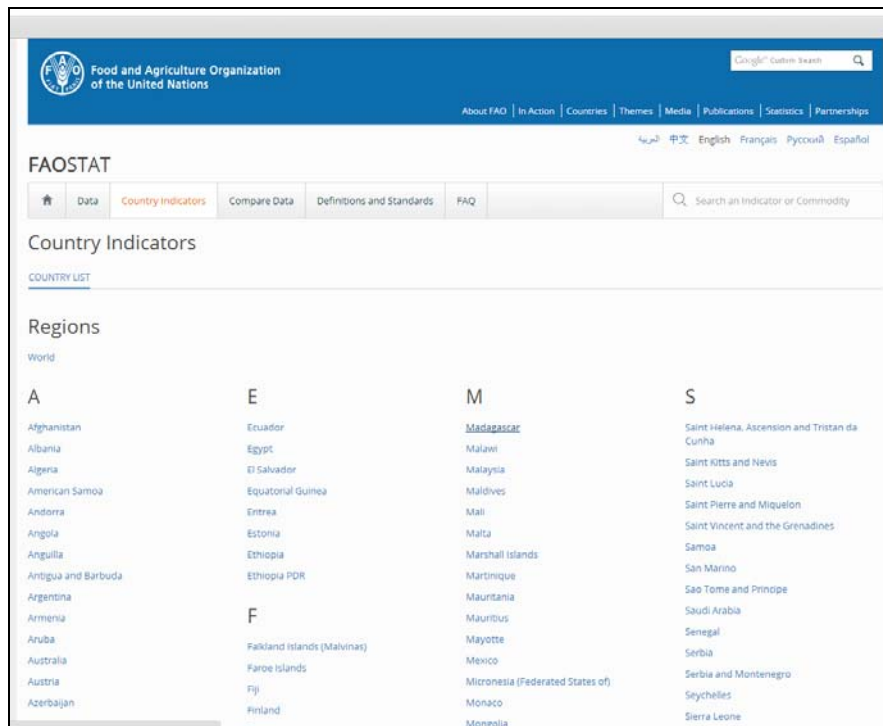 FAO
Food and Agriculture Organization
of the United Nations
Google™ Custom Search
About FAO | In Action | Countries | Themes | Media | Publications | Statistics | Partnerships
العربية 中文 English Français Русский Español
FAOSTAT
Data Country Indicators Compare Data Definitions and Standards FAQ Search an Indicator or Commodity
Country Indicators
COUNTRY LIST
Regions
World
A
Afghanistan
Albania
Algeria
American Samoa
Andorra
Angola
Anguilla
Antigua and Barbuda
Argentina
Armenia
Aruba
Australia
Austria
Azerbaijan
E
Ecuador
Egypt
El Salvador
Equatorial Guinea
Eritrea
Estonia
Ethiopia
Ethiopia PDR
F
Falkland Islands (Malvinas)
Faroe Islands
Fiji
Finland
M
Madagascar
Malawi
Malaysia
Maldives
Mali
Malta
Marshall Islands
Martinique
Mauritania
Mauritius
Mayotte
Mexico
Micronesia (Federated States of)
Monaco
Mongolia
S
Saint Helena, Ascension and Tristan da
Cunha
Saint Kitts and Nevis
Saint Lucia
Saint Pierre and Miquelon
Saint Vincent and the Grenadines
Samoa
San Marino
Sao Tome and Principe
Saudi Arabia
Senegal
Serbia
Serbia and Montenegro
Seychelles
Sierra Leone